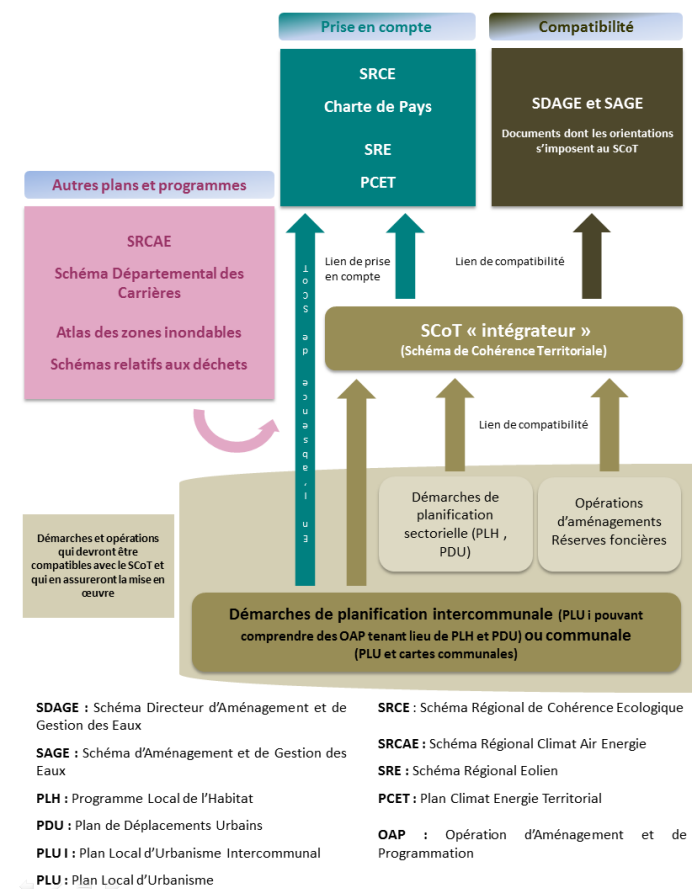 Prise en compte
Compatibilité
SRCE
Charte de Pays
SRE
PCET
SDAGE et SAGE
Documents dont les orientations
s'imposent au SCoT
Autres plans et programmes
SRCAE
Schéma Départemental des
Carrières
Atlas des zones inondables
Schémas relatifs aux déchets
Lien de prise
en compte
Lien de compatibilité
En l'absence de SCoT
SCoT « intégrateur »
(Schéma de Cohérence Territoriale)
Lien de compatibilité
Démarches de
planification
sectorielle (PLH ,
PDU)
Opérations
d'aménagements
Réserves foncières
Démarches et opérations
qui devront être
compatibles avec le SCoT et
qui en assureront la mise en
œuvre
Démarches de planification intercommunale (PLU i pouvant
comprendre des OAP tenant lieu de PLH et PDU) ou communale
(PLU et cartes communales)
SDAGE : Schéma Directeur d'Aménagement et de
Gestion des Eaux
SAGE : Schéma d'Aménagement et de Gestion des
Eaux
PLH : Programme Local de l'Habitat
PDU : Plan de Déplacements Urbains
PLU I : Plan Local d'Urbanisme Intercommunal
PLU : Plan Local d'Urbanisme
SRCE : Schéma Régional de Cohérence Ecologique
SRCAE : Schéma Régional Climat Air Energie
SRE : Schéma Régional Eolien
PCET : Plan Climat Energie Territorial
OAP : Opération d'Aménagement et de
Programmation